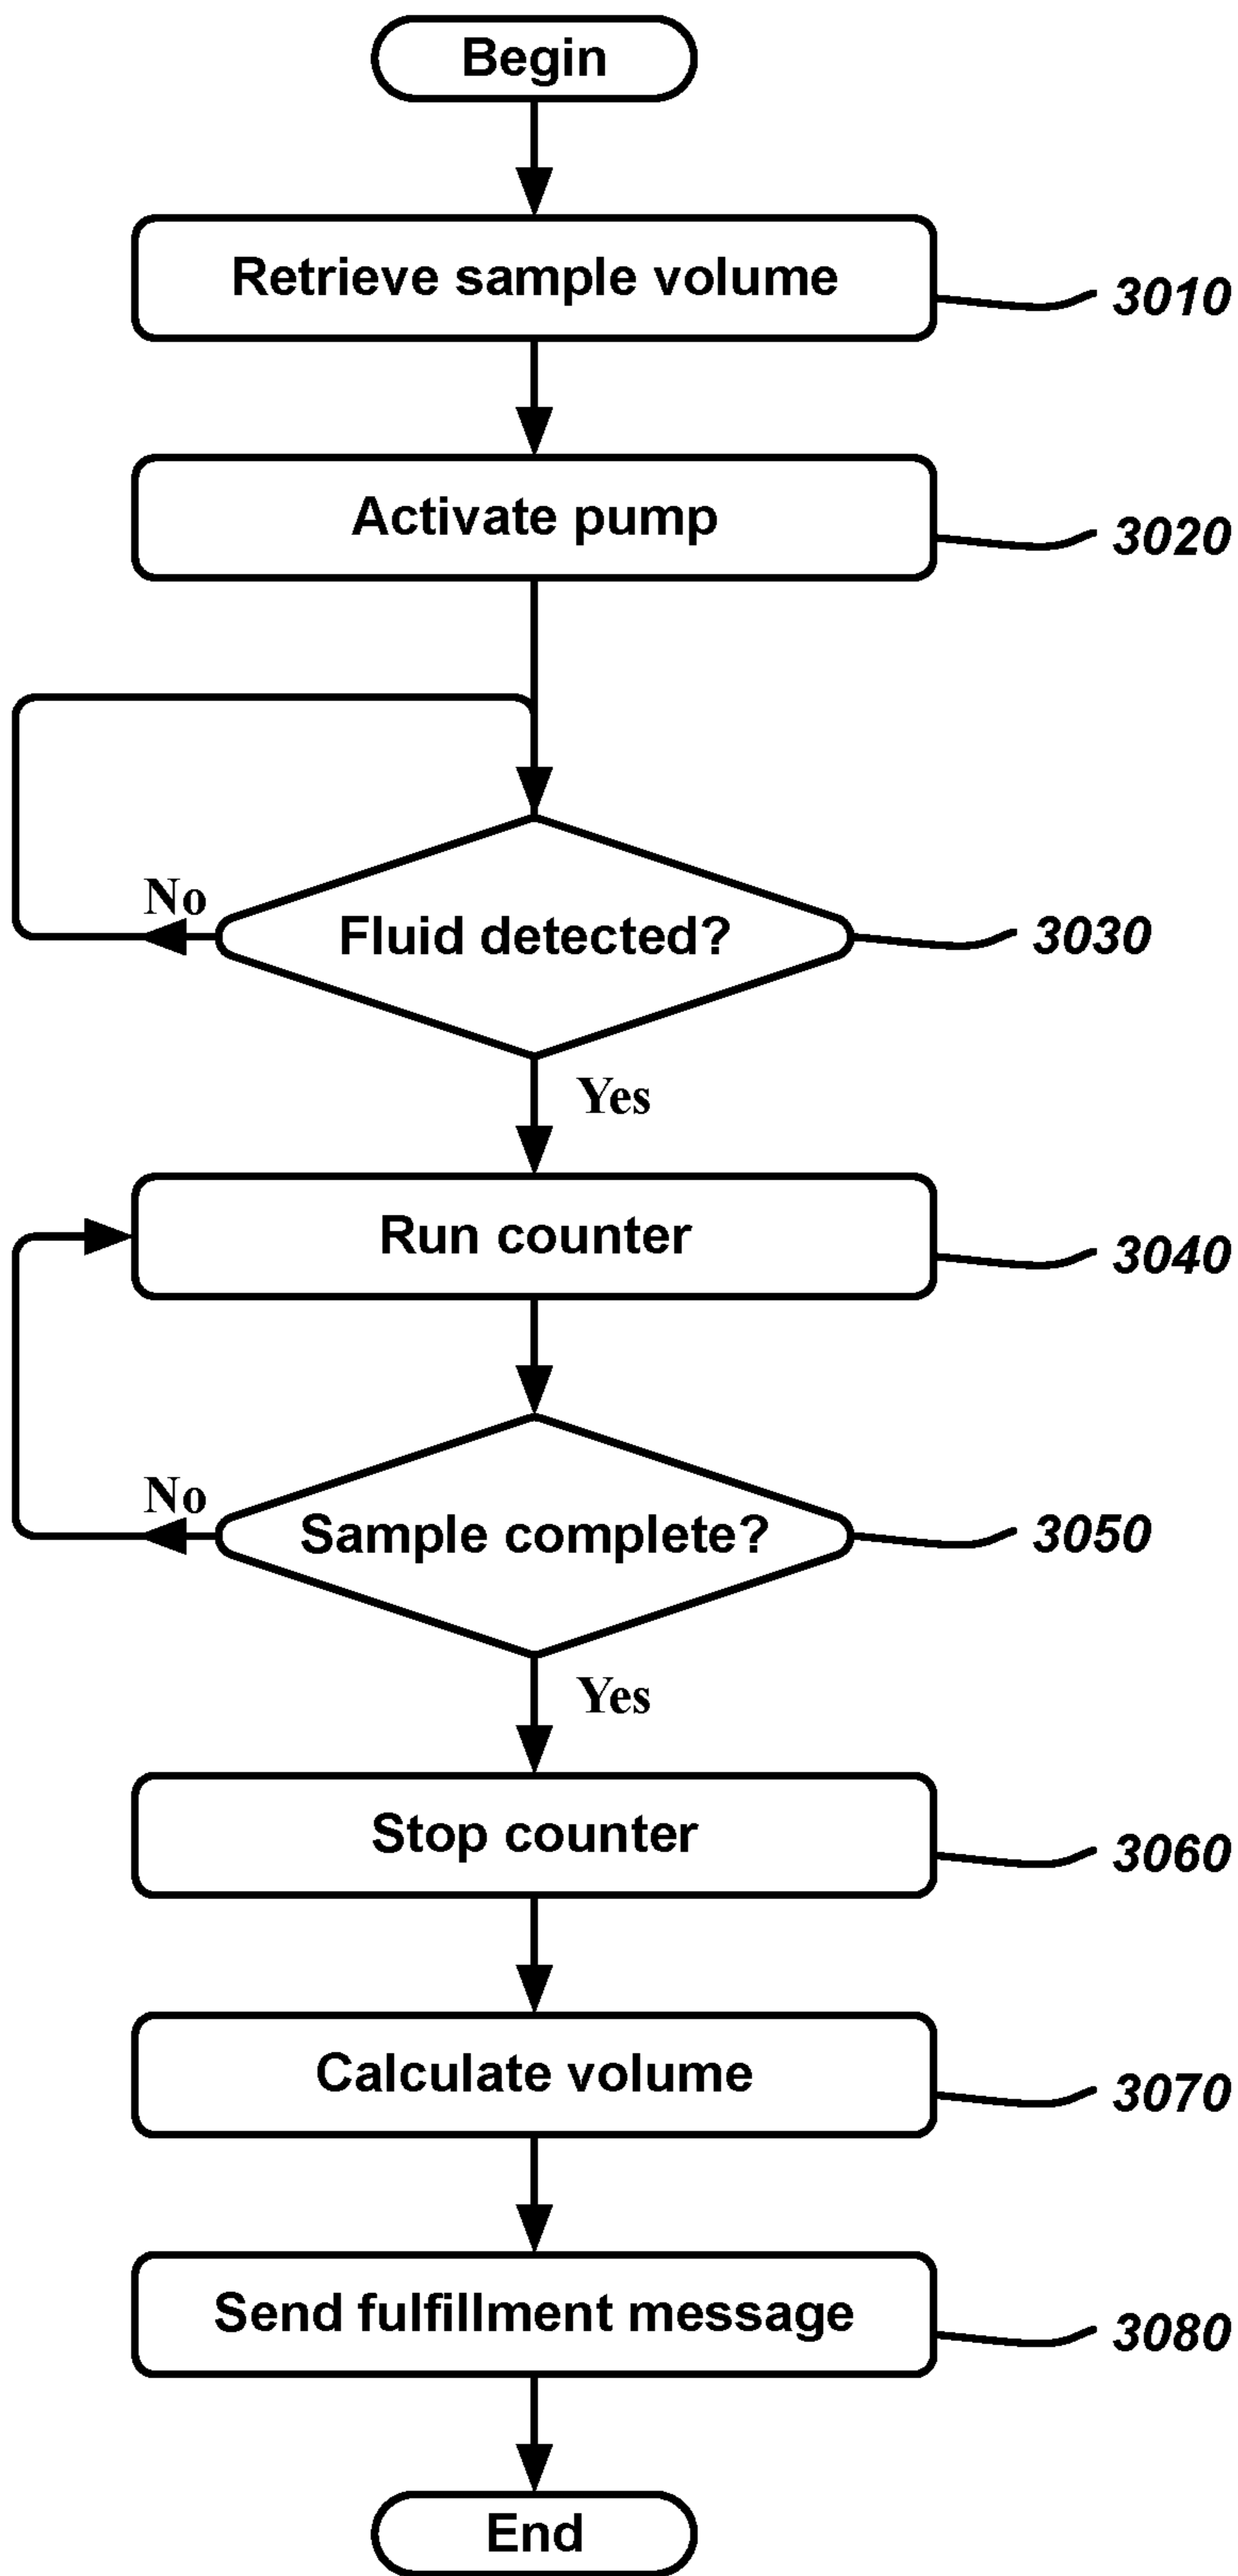 Begin
Retrieve sample volume
3010
Activate pump
3020
No
Fluid detected?
3030
Yes
Run counter
3040
No
Sample complete?
3050
Yes
Stop counter
3060
Calculate volume
3070
Send fulfillment message
3080
End